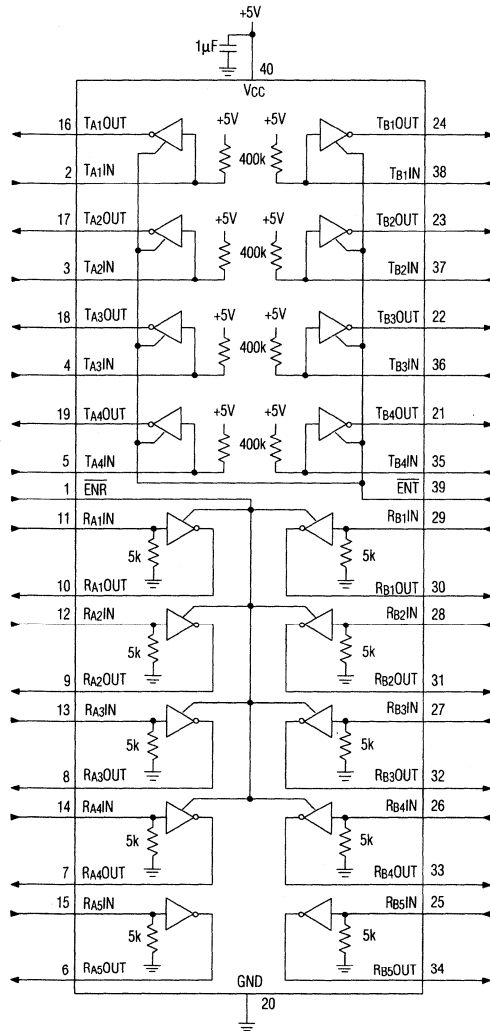 +5V
1µF
40
VCC
16 TA1OUT +5V +5V TB1OUT 24
400k
2 TA1IN TB1IN 38
17 TA2OUT +5V +5V TB2OUT 23
400k
3 TA2IN TB2IN 37
18 TA3OUT +5V +5V TB3OUT 22
400k
4 TA3IN TB3IN 36
19 TA4OUT +5V +5V TB4OUT 21
400k
5 TA4IN TB4IN 35
1 ENR ENT 39
11 RA1IN RB1IN 29
5k 5k
10 RA1OUT RB1OUT 30
12 RA2IN RB2IN 28
5k 5k
9 RA2OUT RB2OUT 31
13 RA3IN RB3IN 27
5k 5k
8 RA3OUT RB3OUT 32
14 RA4IN RB4IN 26
5k 5k
7 RA4OUT RB4OUT 33
15 RA5IN RB5IN 25
5k 5k
6 RA5OUT RB5OUT 34
GND
20